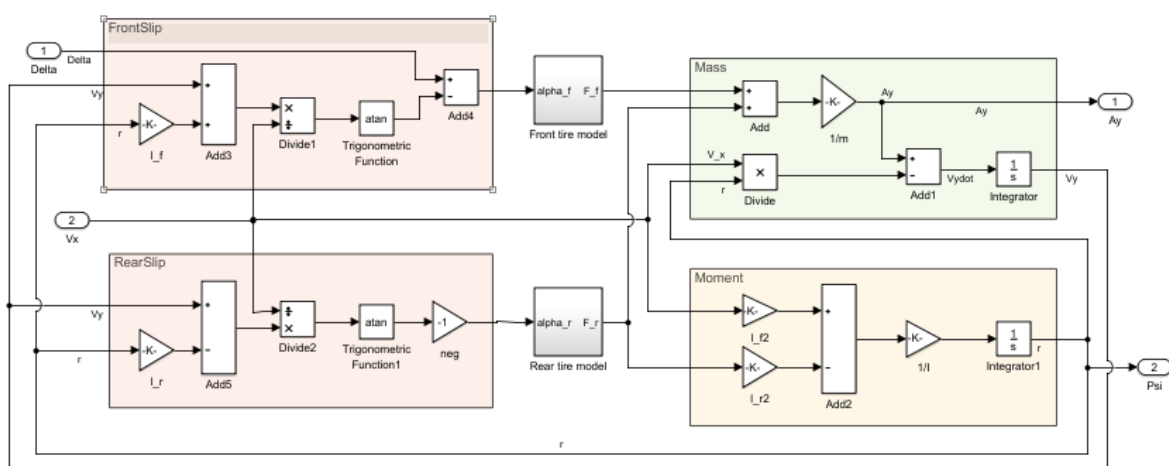 FrontSlip
1
Delta
Delta
Vy
r
-K-
l_f
+
+
Add3
×
÷
Divide1
atan
Trigonometric
Function
+
−
Add4
alpha_f F_f
Front tire model
Mass
+
+
Add
-K-
1/m
Ay
Ay
1
Ay
V_x
r
×
Divide
+
−
Add1
Vydot
1
s
Integrator
Vy
2
Vx
RearSlip
Vy
r
-K-
l_r
+
−
Add5
÷
×
Divide2
atan
Trigonometric
Function1
-1
neg
alpha_r F_r
Rear tire model
Moment
-K-
l_f2
-K-
l_r2
+
−
Add2
-K-
1/I
1
s
Integrator1
r
2
Psi
r